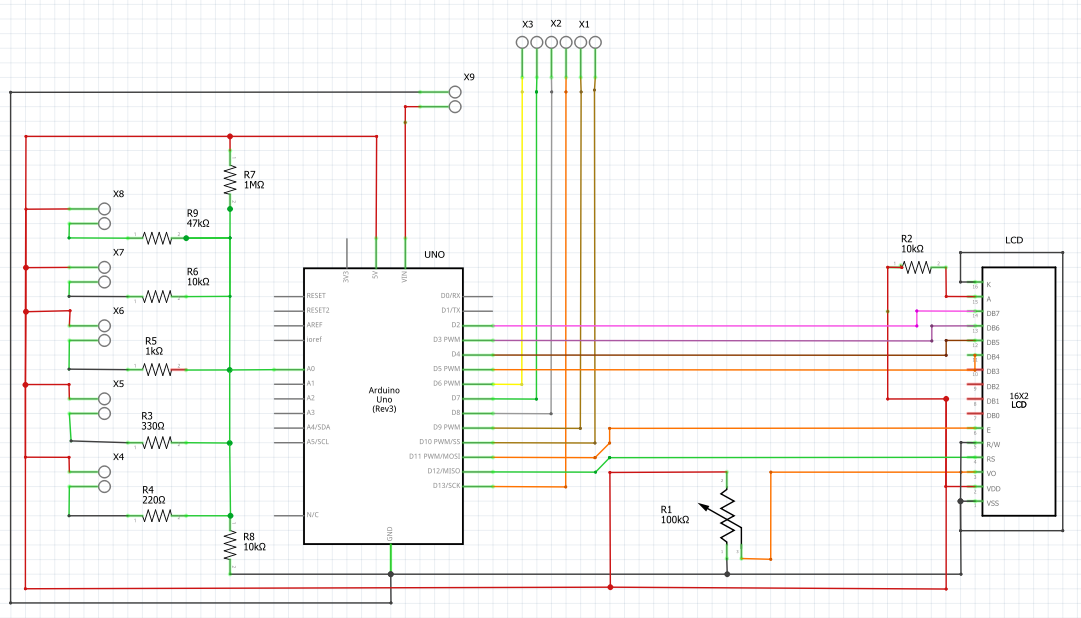 X3 X2 X1
X9
R7
1MΩ
X8
R9
47kΩ
X7
R6
10kΩ
X6
R5
1kΩ
X5
R3
330Ω
X4
R4
220Ω
R8
10kΩ
UNO
3V3 5V VIN
RESET
RESET2
AREF
ioref
A0
A1
A2
A3
A4/SDA
A5/SCL
N/C
Arduino
Uno
(Rev3)
GND
D0/RX
D1/TX
D2
D3 PWM
D4
D5 PWM
D6 PWM
D7
D8
D9 PWM
D10 PWM/SS
D11 PWM/MOSI
D12/MISO
D13/SCK
R1
100kΩ
R2
10kΩ
LCD
K
A
DB7
DB6
DB5
DB4
DB3
DB2
DB1
DB0
E
R/W
RS
VO
VDD
VSS
16X2
LCD